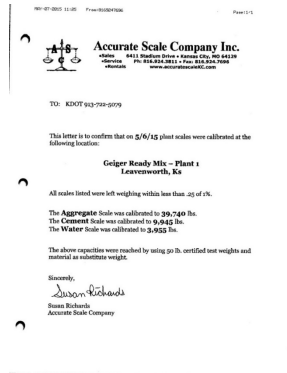 MAY-07-2015 11:05 From:8169247696 Page:1/1
A S C
Accurate Scale Company Inc.
•Sales 6411 Stadium Drive • Kansas City, MO 64139
•Service Ph: 816.924.3811 • Fax: 816.924.7696
•Rentals www.accuratescaleKC.com
TO: KDOT 913-722-5079
This letter is to confirm that on 5/6/15 plant scales were calibrated at the
following location:
Geiger Ready Mix – Plant 1
Leavenworth, Ks
All scales listed were left weighing within less than .25 of 1%.
The Aggregate Scale was calibrated to 39,740 lbs.
The Cement Scale was calibrated to 9,945 lbs.
The Water Scale was calibrated to 3,955 lbs.
The above capacities were reached by using 50 lb. certified test weights and
material as substitute weight.
Sincerely,
Susan Richards
Susan Richards
Accurate Scale Company